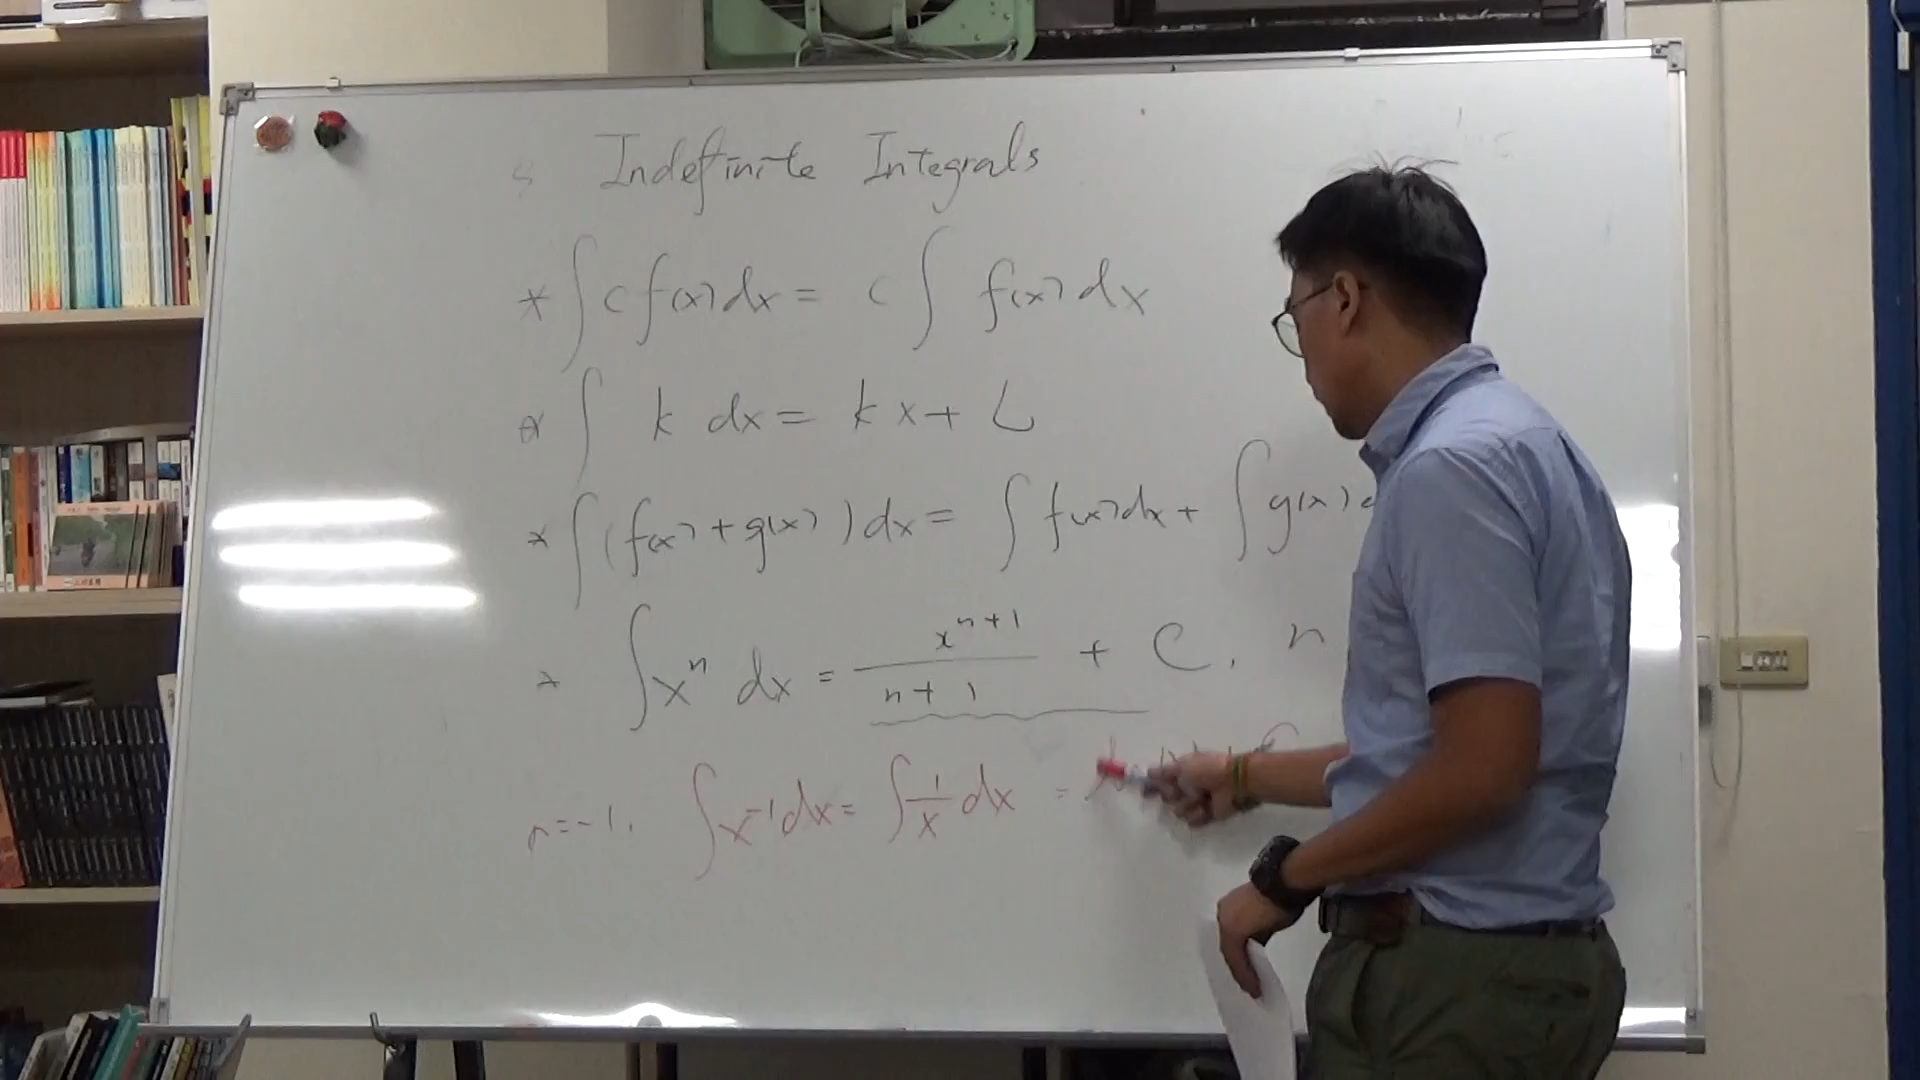 § Indefinite Integrals
* ∫ c f(x) dx = c ∫ f(x) dx
* ∫ k dx = kx + C
* ∫ (f(x) + g(x)) dx = ∫ f(x) dx + ∫ g(x)
* ∫ xⁿ dx = xⁿ⁺¹ / n+1 + C, n
n = -1, ∫ x⁻¹ dx = ∫ 1/x dx =